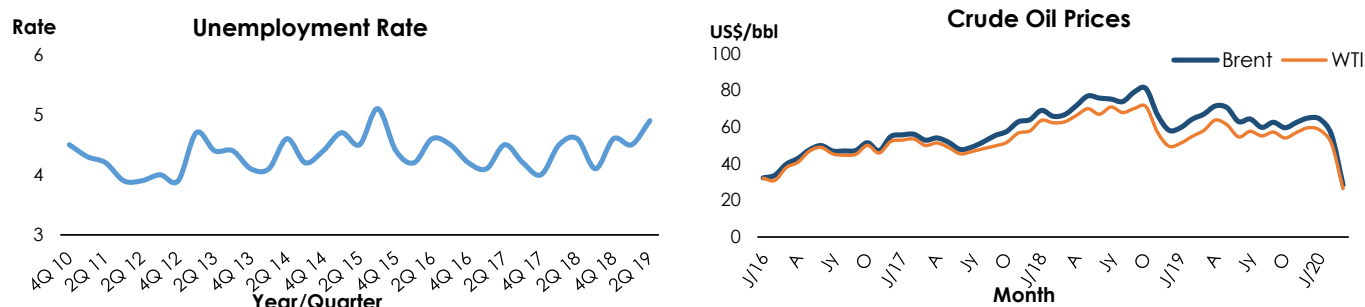 Unemployment Rate
Rate
6
5
4
3
4Q 10
2Q 11
2Q 12
4Q 12
2Q 13
4Q 13
2Q 14
4Q 14
2Q 15
4Q 15
2Q 16
4Q 16
2Q 17
4Q 17
2Q 18
4Q 18
2Q 19
Year/Quarter
Crude Oil Prices
US$/bbl
100
80
60
40
20
0
Brent
WTI
J/16
A
Jy
O
J/17
A
Jy
O
J/18
A
Jy
O
J/19
A
Jy
O
J/20
Month